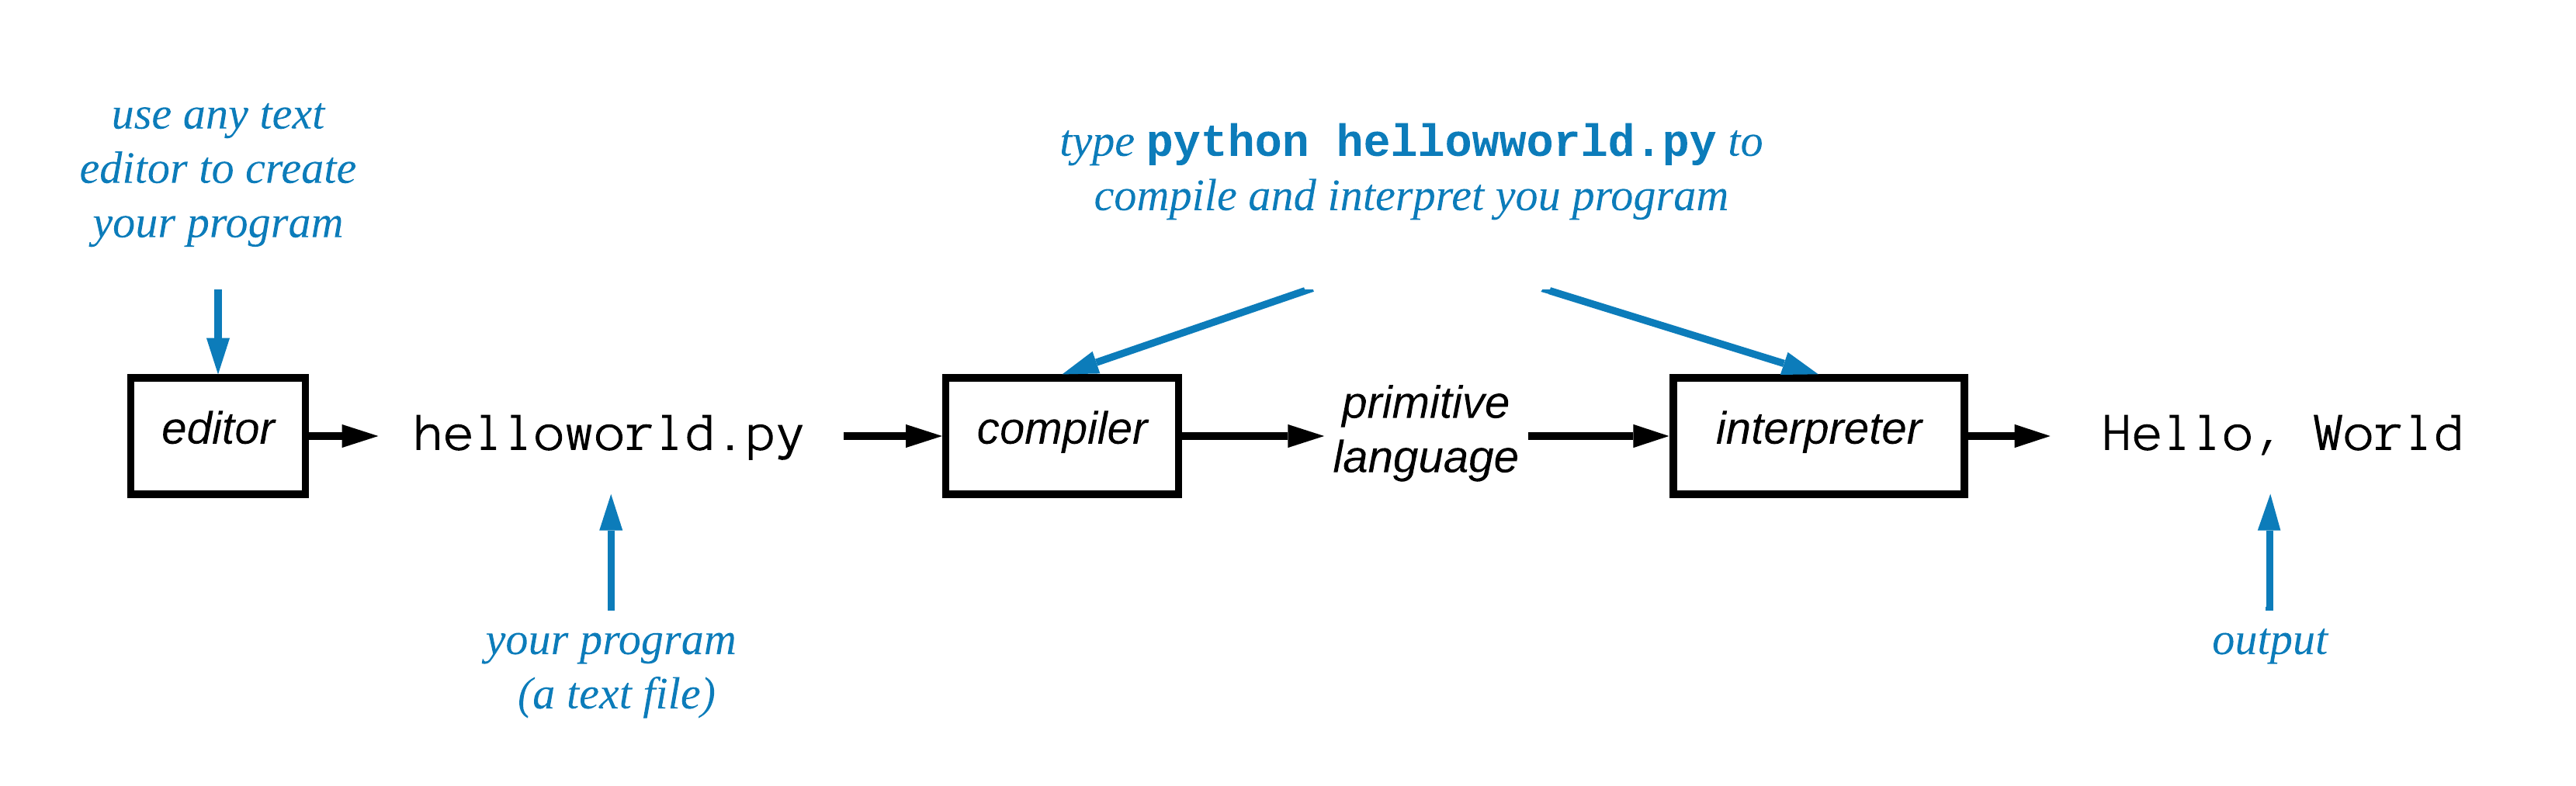 use any text
editor to create
your program
type python hellowworld.py to
compile and interpret you program
editor
helloworld.py
compiler
primitive
language
interpreter
Hello, World
your program
(a text file)
output